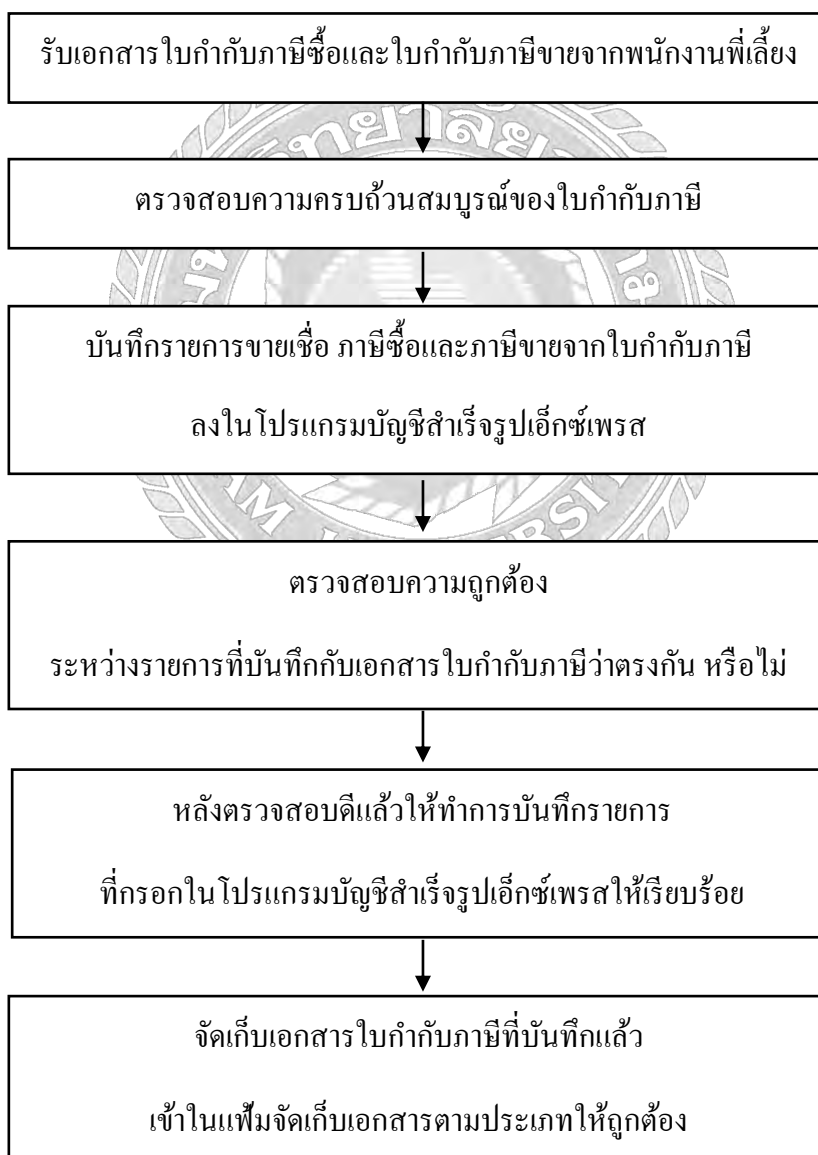 รับเอกสารใบกำกับภาษีซื้อและใบกำกับภาษีขายจากพนักงานพี่เลี้ยง
ตรวจสอบความครบถ้วนสมบูรณ์ของใบกำกับภาษี
บันทึกรายการขายเชื่อ ภาษีซื้อและภาษีขายจากใบกำกับภาษี
ลงในโปรแกรมบัญชีสำเร็จรูปเอ็กซ์เพรส
ตรวจสอบความถูกต้อง
ระหว่างรายการที่บันทึกกับเอกสารใบกำกับภาษีว่าตรงกัน หรือไม่
หลังตรวจสอบดีแล้วให้ทำการบันทึกรายการ
ที่กรอกในโปรแกรมบัญชีสำเร็จรูปเอ็กซ์เพรสให้เรียบร้อย
จัดเก็บเอกสารใบกำกับภาษีที่บันทึกแล้ว
เข้าในแฟ้มจัดเก็บเอกสารตามประเภทให้ถูกต้อง